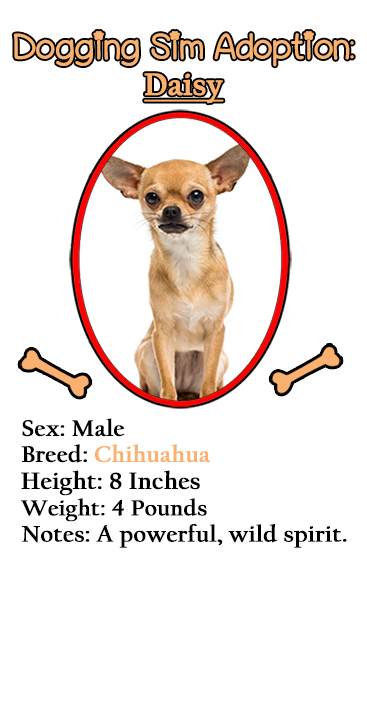 Dogging Sim Adoption:
Daisy
Sex: Male
Breed: Chihuahua
Height: 8 Inches
Weight: 4 Pounds
Notes: A powerful, wild spirit.